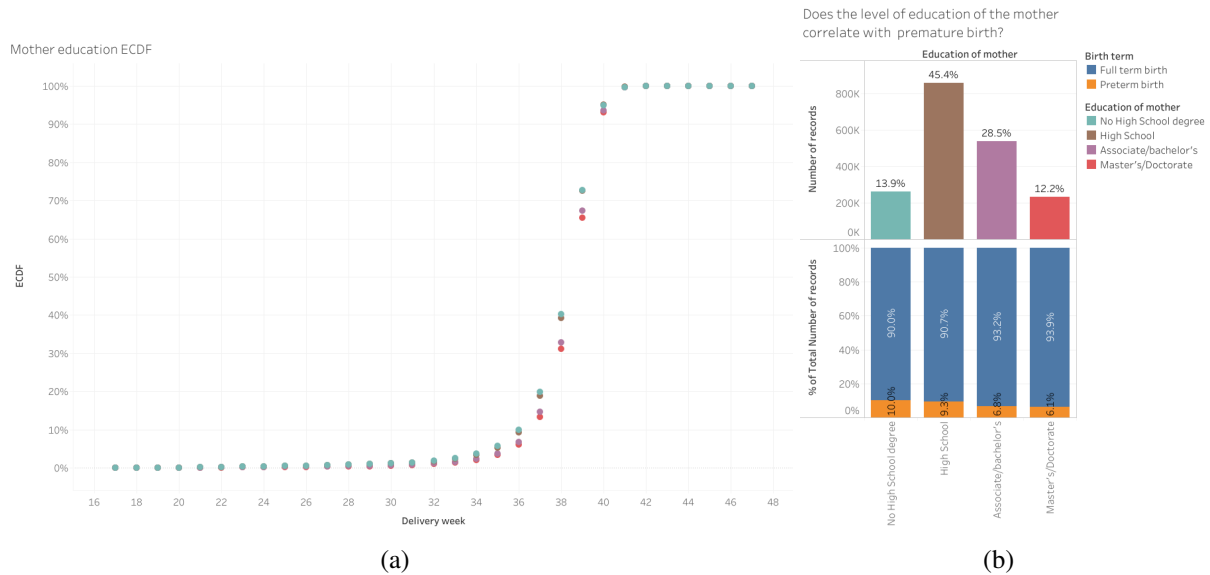 Mother education ECDF
ECDF
100%
90%
80%
70%
60%
50%
40%
30%
20%
10%
0%
16 18 20 22 24 26 28 30 32 34 36 38 40 42 44 46 48
Delivery week
(a)
Does the level of education of the mother
correlate with premature birth?
Education of mother
Number of records
800K
600K
400K
200K
0K
13.9%
45.4%
28.5%
12.2%
% of Total Number of records
100%
80%
60%
40%
20%
0%
90.0%
90.7%
93.2%
93.9%
10.0%
9.3%
6.8%
6.1%
No High School degree
High School
Associate/bachelor's
Master's/Doctorate
Birth term
Full term birth
Preterm birth
Education of mother
No High School degree
High School
Associate/bachelor's
Master's/Doctorate
(b)